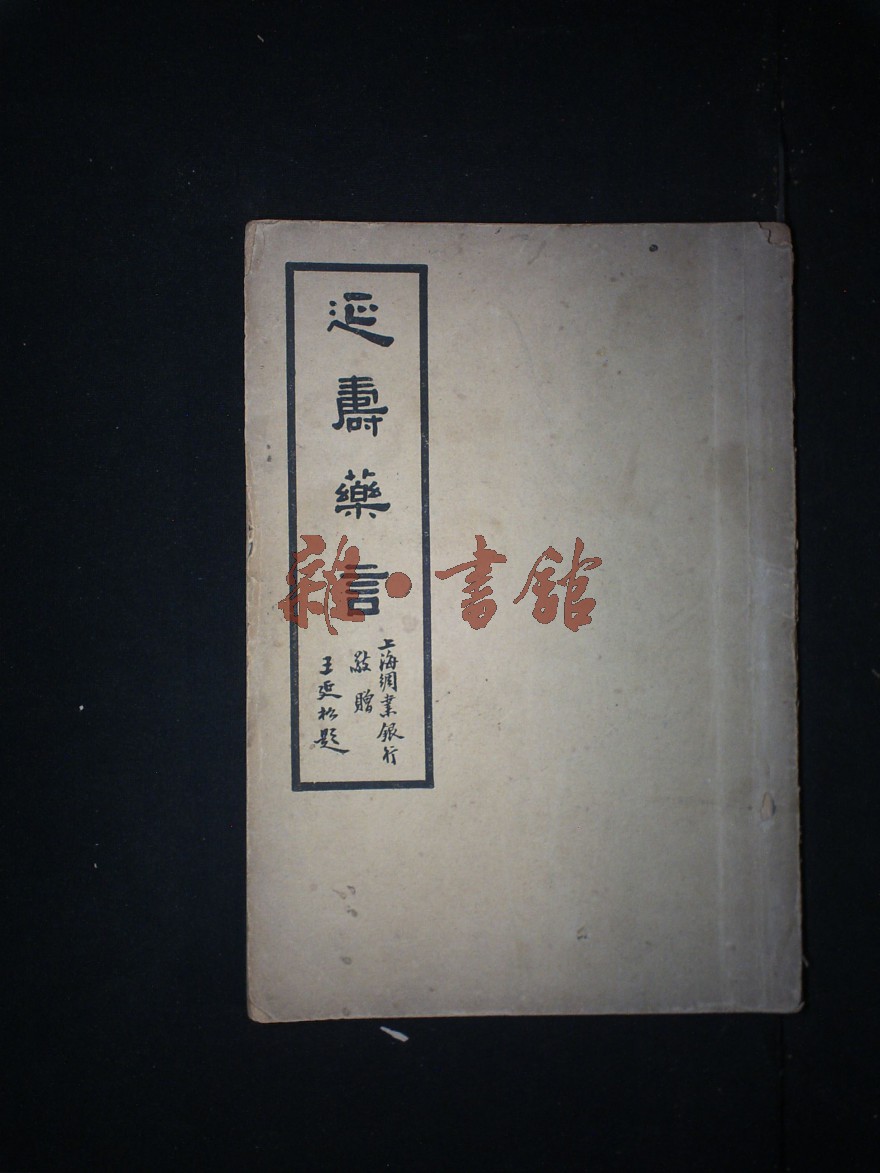 延壽藥言
上海綢業銀行
敬贈
王延松題
雜·書館